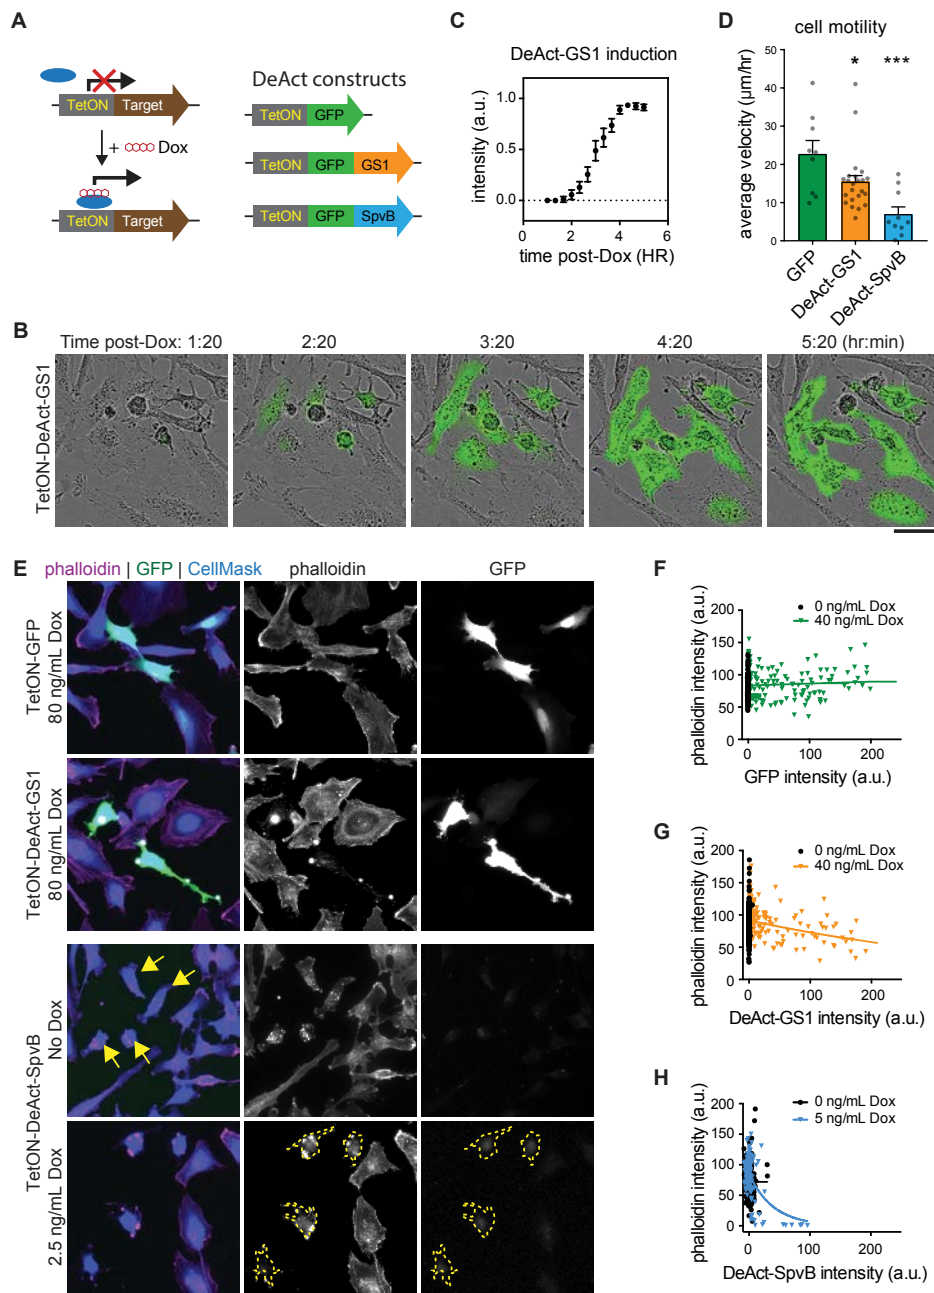 A
TetON Target
+ Dox
TetON Target
DeAct constructs
TetON GFP
TetON GFP GS1
TetON GFP SpvB
C
DeAct-GS1 induction
intensity (a.u.)
1.0
0.0
0 2 4 6
time post-Dox (HR)
D
cell motility
* ***
average velocity (µm/hr)
50
40
30
20
10
0
GFP
DeAct-GS1
DeAct-SpvB
B
Time post-Dox: 1:20 2:20 3:20 4:20 5:20 (hr:min)
TetON-DeAct-GS1
E
phalloidin | GFP | CellMask phalloidin GFP
TetON-GFP
80 ng/mL Dox
TetON-DeAct-GS1
80 ng/mL Dox
TetON-DeAct-SpvB
No Dox
2.5 ng/mL Dox
F
0 ng/mL Dox
40 ng/mL Dox
phalloidin intensity (a.u.)
200
150
100
50
0
0 100 200
GFP intensity (a.u.)
G
0 ng/mL Dox
40 ng/mL Dox
phalloidin intensity (a.u.)
200
150
100
50
0
0 100 200
DeAct-GS1 intensity (a.u.)
H
0 ng/mL Dox
5 ng/mL Dox
phalloidin intensity (a.u.)
200
150
100
50
0
0 100 200
DeAct-SpvB intensity (a.u.)